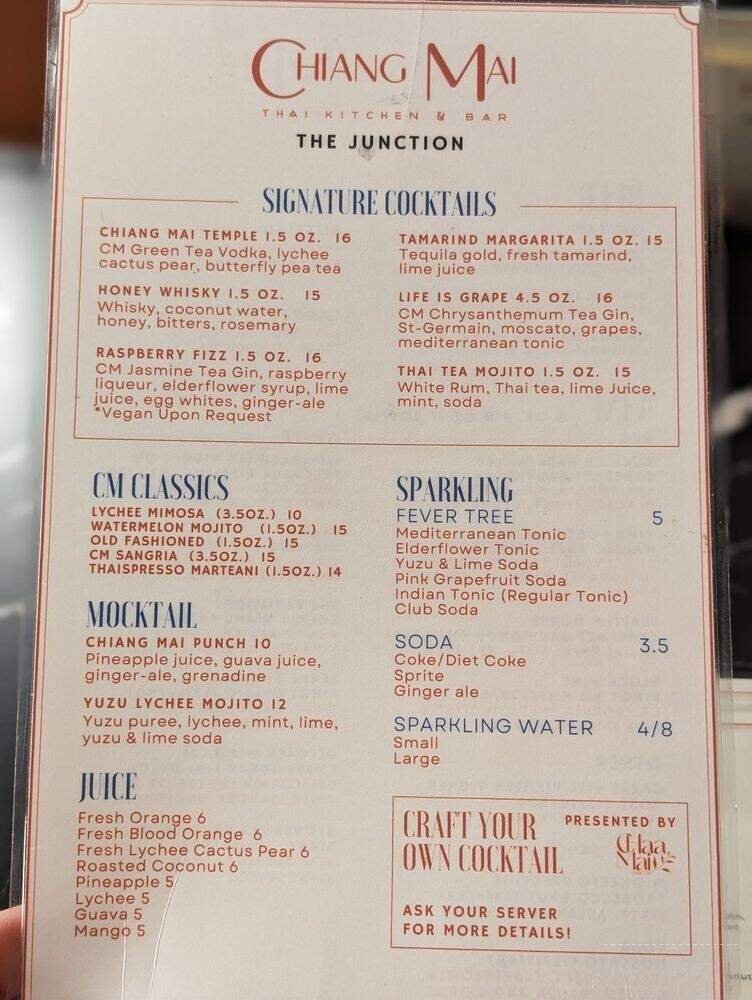 CHIANG MAI
THAI KITCHEN & BAR
THE JUNCTION
SIGNATURE COCKTAILS
CHIANG MAI TEMPLE 1.5 OZ. 16
CM Green Tea Vodka, lychee
cactus pear, butterfly pea tea
HONEY WHISKY 1.5 OZ. 15
Whisky, coconut water,
honey, bitters, rosemary
RASPBERRY FIZZ 1.5 OZ. 16
CM Jasmine Tea Gin, raspberry
liqueur, elderflower syrup, lime
juice, egg whites, ginger-ale
*Vegan Upon Request
TAMARIND MARGARITA 1.5 OZ. 15
Tequila gold, fresh tamarind,
lime juice
LIFE IS GRAPE 4.5 OZ. 16
CM Chrysanthemum Tea Gin,
St-Germain, moscato, grapes,
mediterranean tonic
THAI TEA MOJITO 1.5 OZ. 15
White Rum, Thai tea, lime Juice,
mint, soda
CM CLASSICS
LYCHEE MIMOSA (3.5OZ.) 10
WATERMELON MOJITO (1.5OZ.) 15
OLD FASHIONED (1.5OZ.) 15
CM SANGRIA (3.5OZ.) 15
THAISPRESSO MARTEANI (1.5OZ.) 14
MOCKTAIL
CHIANG MAI PUNCH 10
Pineapple juice, guava juice,
ginger-ale, grenadine
YUZU LYCHEE MOJITO 12
Yuzu puree, lychee, mint, lime,
yuzu & lime soda
JUICE
Fresh Orange 6
Fresh Blood Orange 6
Fresh Lychee Cactus Pear 6
Roasted Coconut 6
Pineapple 5
Lychee 5
Guava 5
Mango 5
SPARKLING
FEVER TREE 5
Mediterranean Tonic
Elderflower Tonic
Yuzu & Lime Soda
Pink Grapefruit Soda
Indian Tonic (Regular Tonic)
Club Soda
SODA 3.5
Coke/Diet Coke
Sprite
Ginger ale
SPARKLING WATER 4/8
Small
Large
CRAFT YOUR
OWN COCKTAIL
PRESENTED BY
Chaa
Mai
ASK YOUR SERVER
FOR MORE DETAILS!